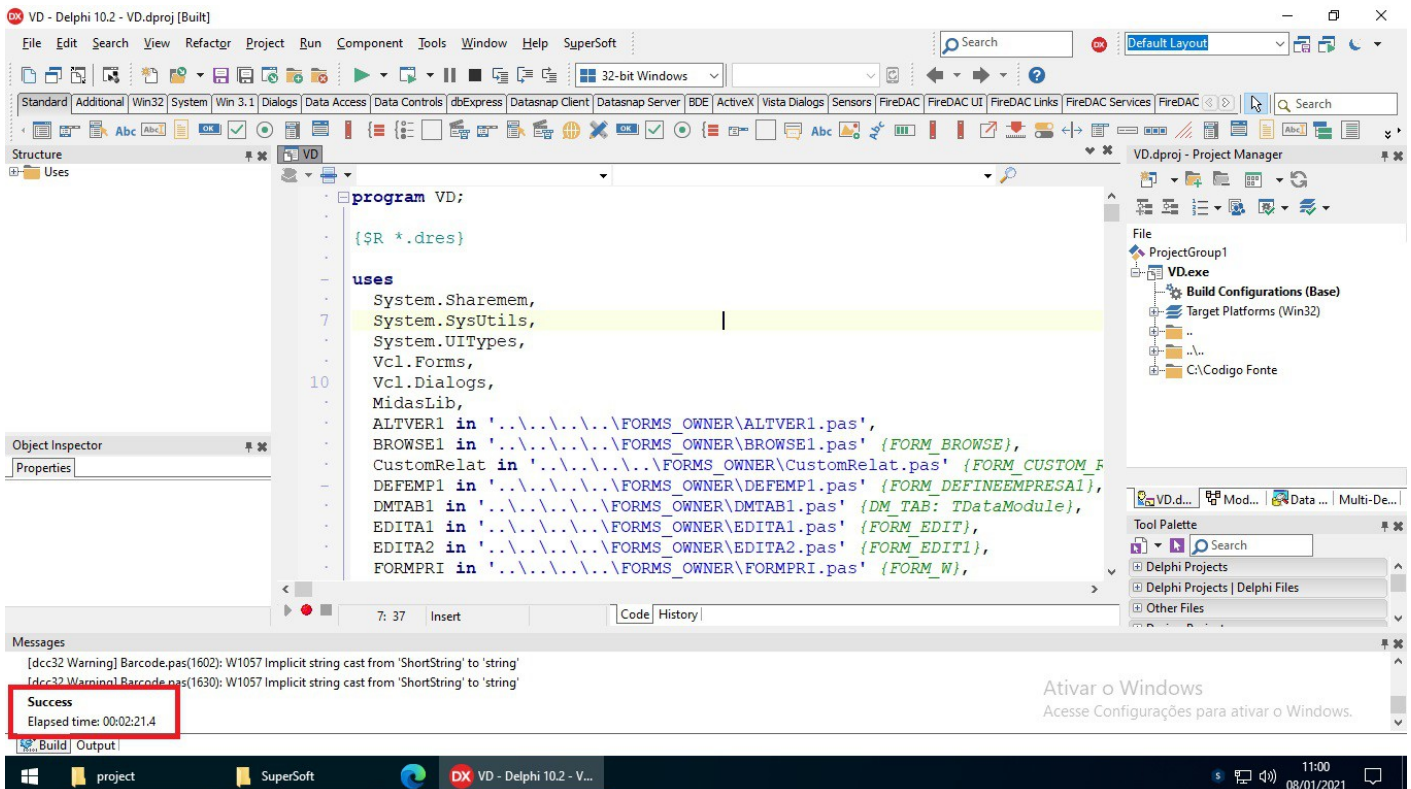 VD - Delphi 10.2 - VD.dproj [Built]
File Edit Search View Refactor Project Run Component Tools Window Help SuperSoft
Search
DX
Default Layout
32-bit Windows
Standard Additional Win32 System Win 3.1 Dialogs Data Access Data Controls dbExpress Datasnap Client Datasnap Server BDE ActiveX Vista Dialogs Sensors FireDAC FireDAC UI FireDAC Links FireDAC Services FireDAC
Search
Structure
Uses
VD
program VD;
{$R *.dres}
uses
System.Sharemem,
7 System.SysUtils,
System.UITypes,
Vcl.Forms,
10 Vcl.Dialogs,
MidasLib,
ALTVER1 in '..\..\..\..\FORMS_OWNER\ALTVER1.pas',
BROWSE1 in '..\..\..\..\FORMS_OWNER\BROWSE1.pas' {FORM_BROWSE},
CustomRelat in '..\..\..\..\FORMS_OWNER\CustomRelat.pas' {FORM_CUSTOM_R
DEFEMP1 in '..\..\..\..\FORMS_OWNER\DEFEMP1.pas' {FORM_DEFINEEMPRESA1},
DMTAB1 in '..\..\..\..\FORMS_OWNER\DMTAB1.pas' {DM_TAB: TDataModule},
EDITA1 in '..\..\..\..\FORMS_OWNER\EDITA1.pas' {FORM_EDIT},
EDITA2 in '..\..\..\..\FORMS_OWNER\EDITA2.pas' {FORM_EDIT1},
FORMPRI in '..\..\..\..\FORMS_OWNER\FORMPRI.pas' {FORM_W},
7: 37 Insert
Code History
Object Inspector
Properties
VD.dproj - Project Manager
File
ProjectGroup1
VD.exe
Build Configurations (Base)
Target Platforms (Win32)
..
..\..
C:\Codigo Fonte
VD.d... Mod... Data ... Multi-De...
Tool Palette
Search
Delphi Projects
Delphi Projects | Delphi Files
Other Files
Messages
[dcc32 Warning] Barcode.pas(1602): W1057 Implicit string cast from 'ShortString' to 'string'
[dcc32 Warning] Barcode.pas(1630): W1057 Implicit string cast from 'ShortString' to 'string'
Success
Elapsed time: 00:02:21.4
Build Output
Ativar o Windows
Acesse Configurações para ativar o Windows.
project
SuperSoft
DX VD - Delphi 10.2 - V...
11:00
08/01/2021